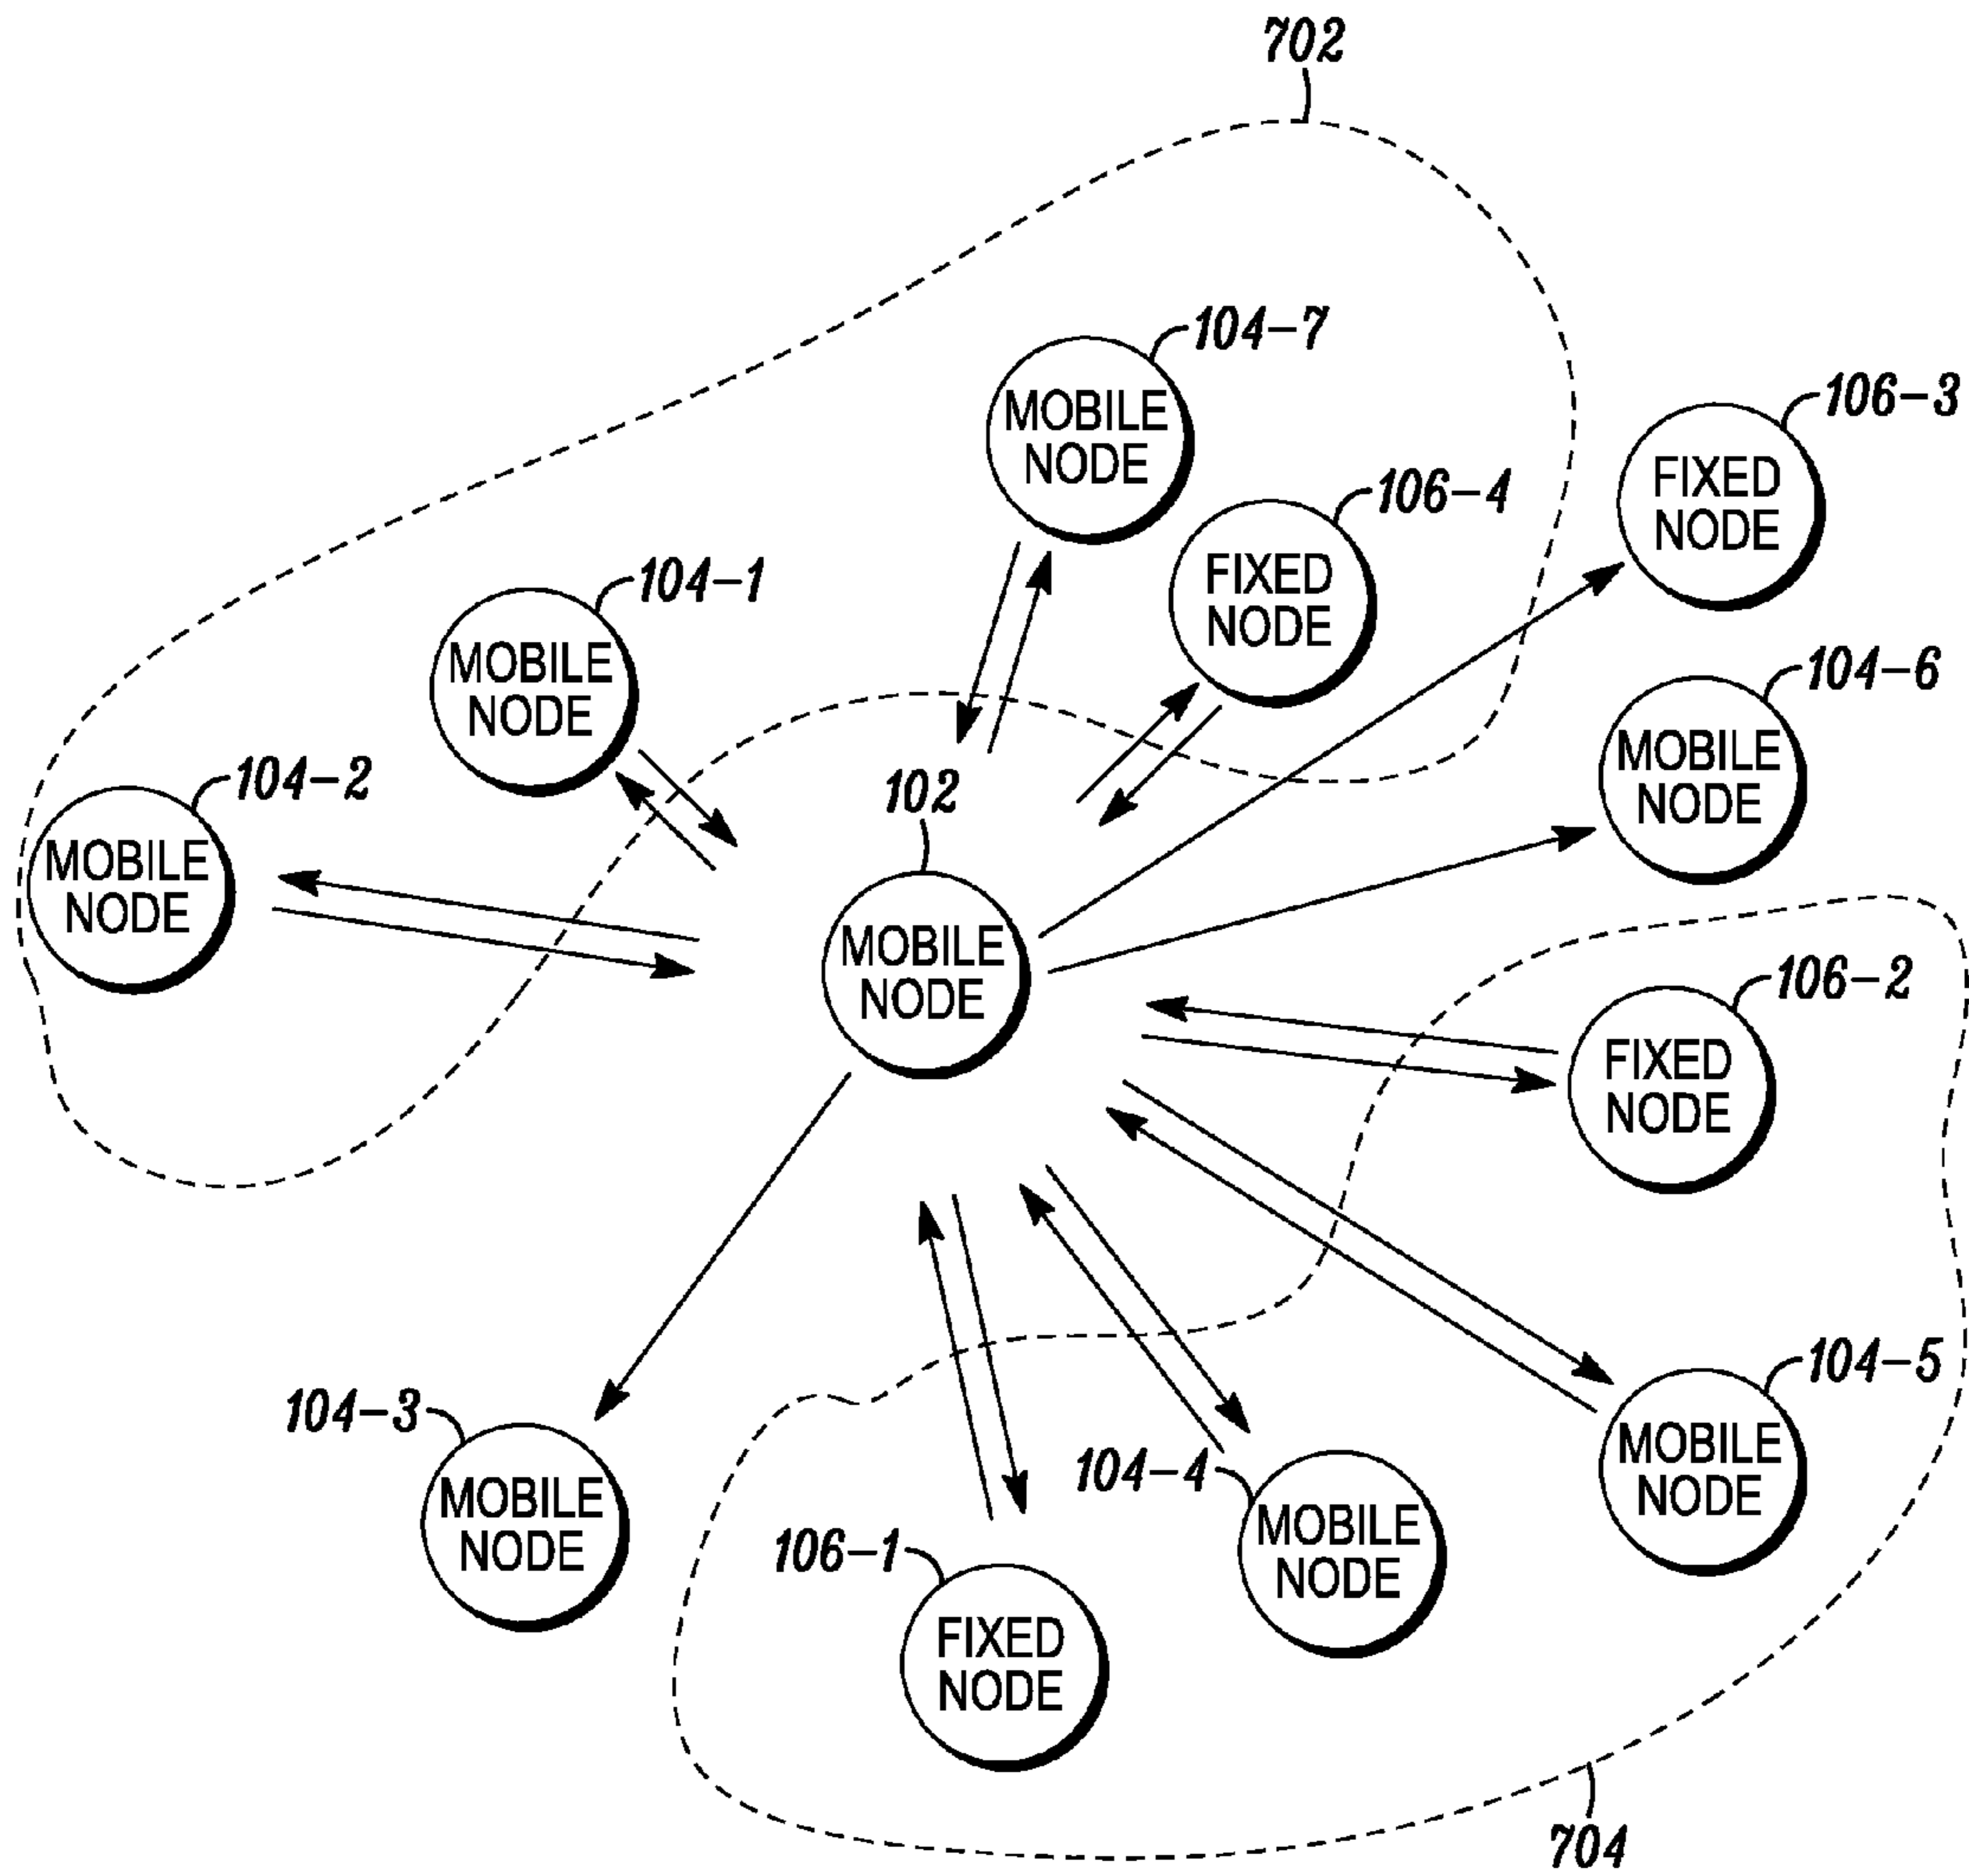 702
104-7
MOBILE
NODE
106-3
FIXED
NODE
106-4
FIXED
NODE
104-1
MOBILE
NODE
104-6
MOBILE
NODE
104-2
MOBILE
NODE
102
MOBILE
NODE
106-2
FIXED
NODE
104-5
MOBILE
NODE
104-3
MOBILE
NODE
104-4
MOBILE
NODE
106-1
FIXED
NODE
704